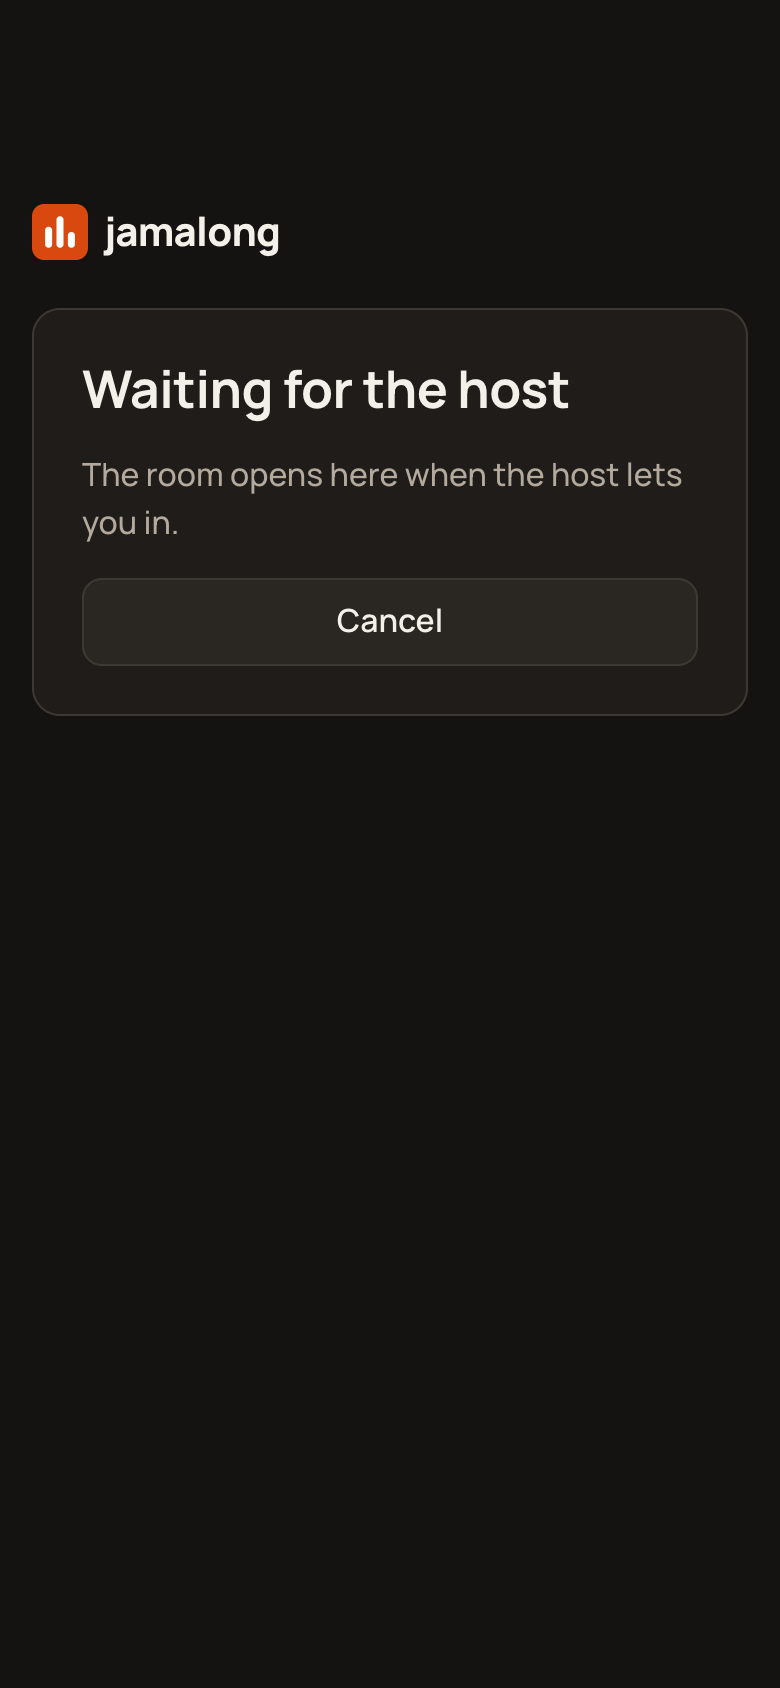 jamalong
Waiting for the host
The room opens here when the host lets
you in.
Cancel